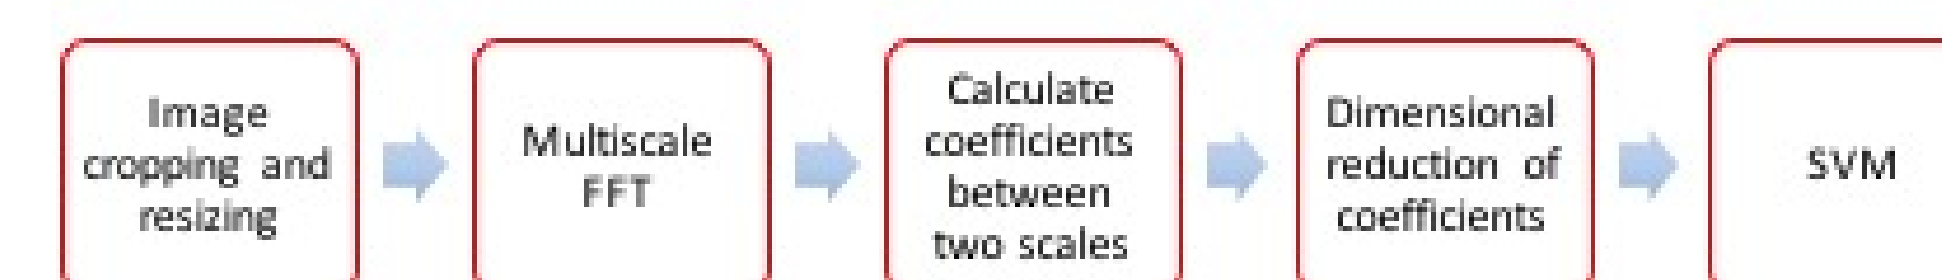 Image
cropping and
resizing
Multiscale
FFT
Calculate
coefficients
between
two scales
Dimensional
reduction of
coefficients
SVM